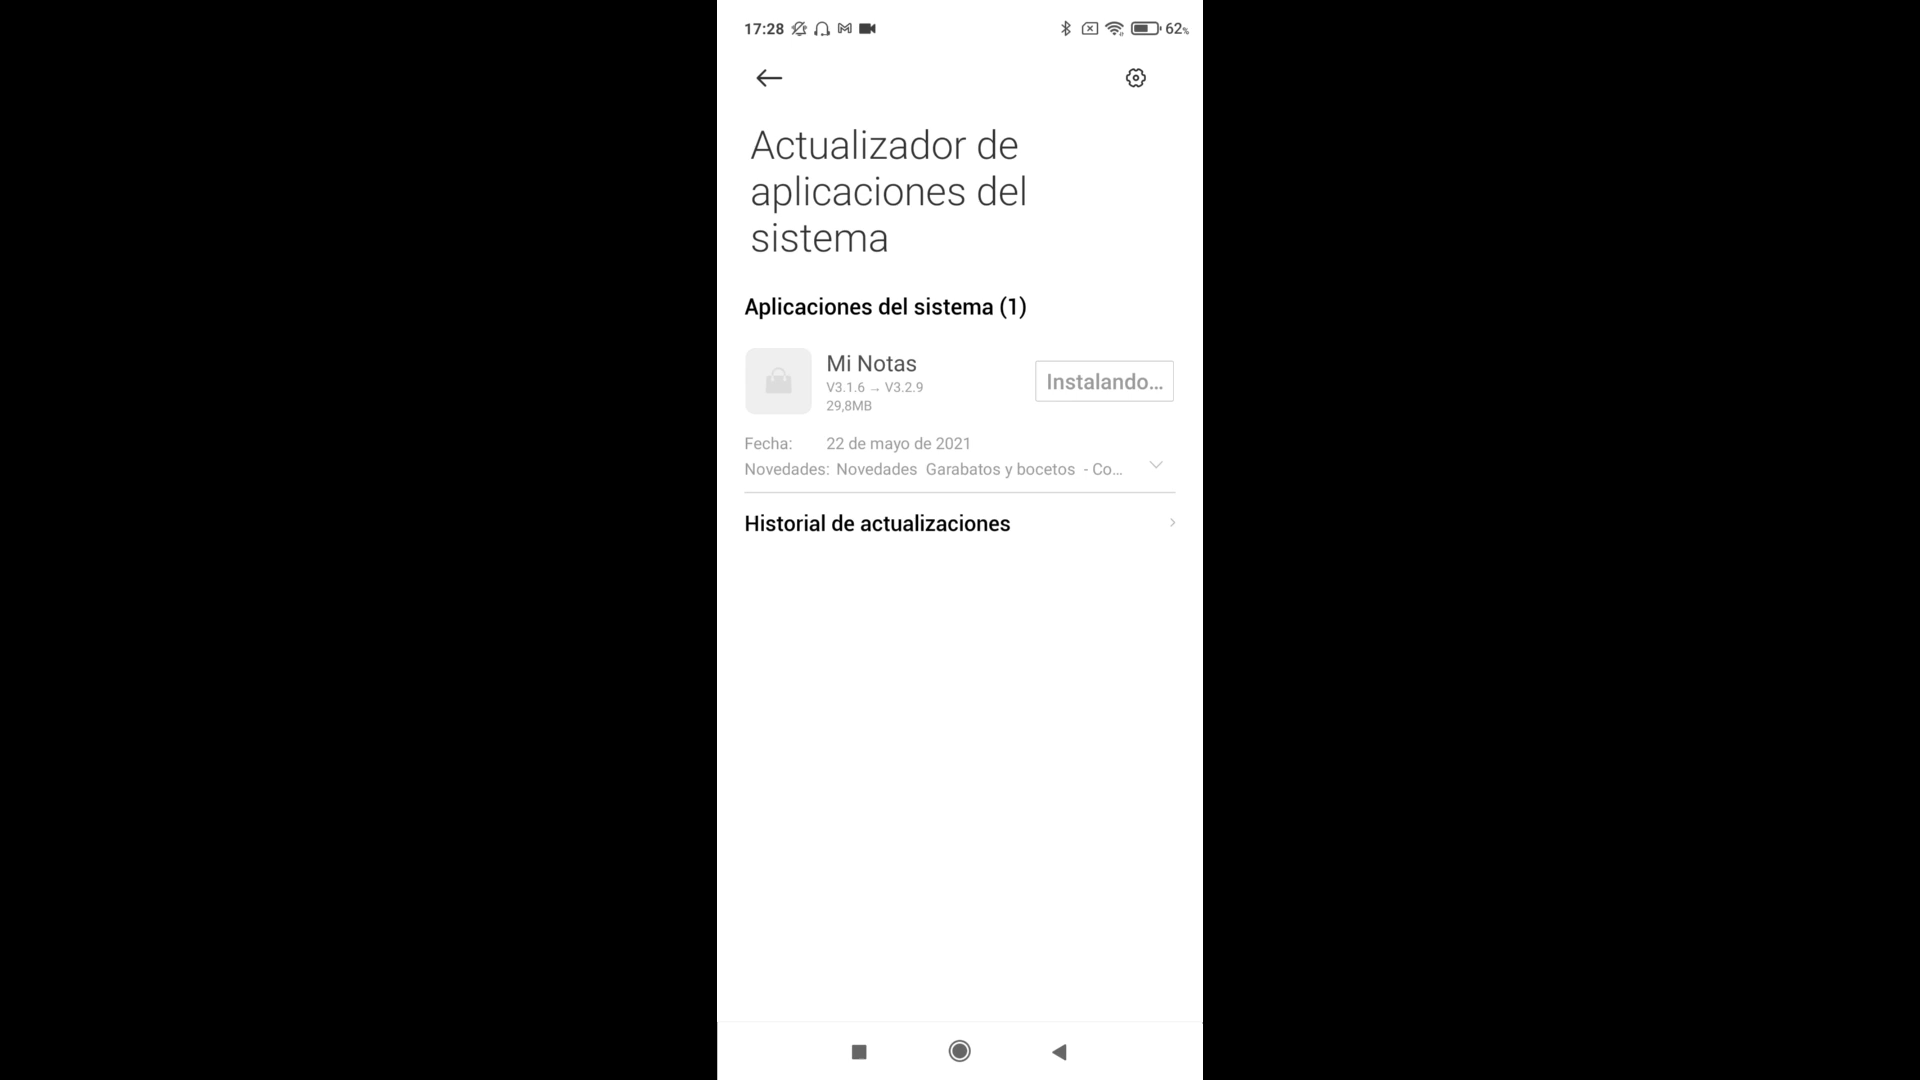 17:28 62%
Actualizador de
aplicaciones del
sistema
Aplicaciones del sistema (1)
Mi Notas
V3.1.6 → V3.2.9
29,8MB
Instalando...
Fecha: 22 de mayo de 2021
Novedades: Novedades Garabatos y bocetos - Co...
Historial de actualizaciones